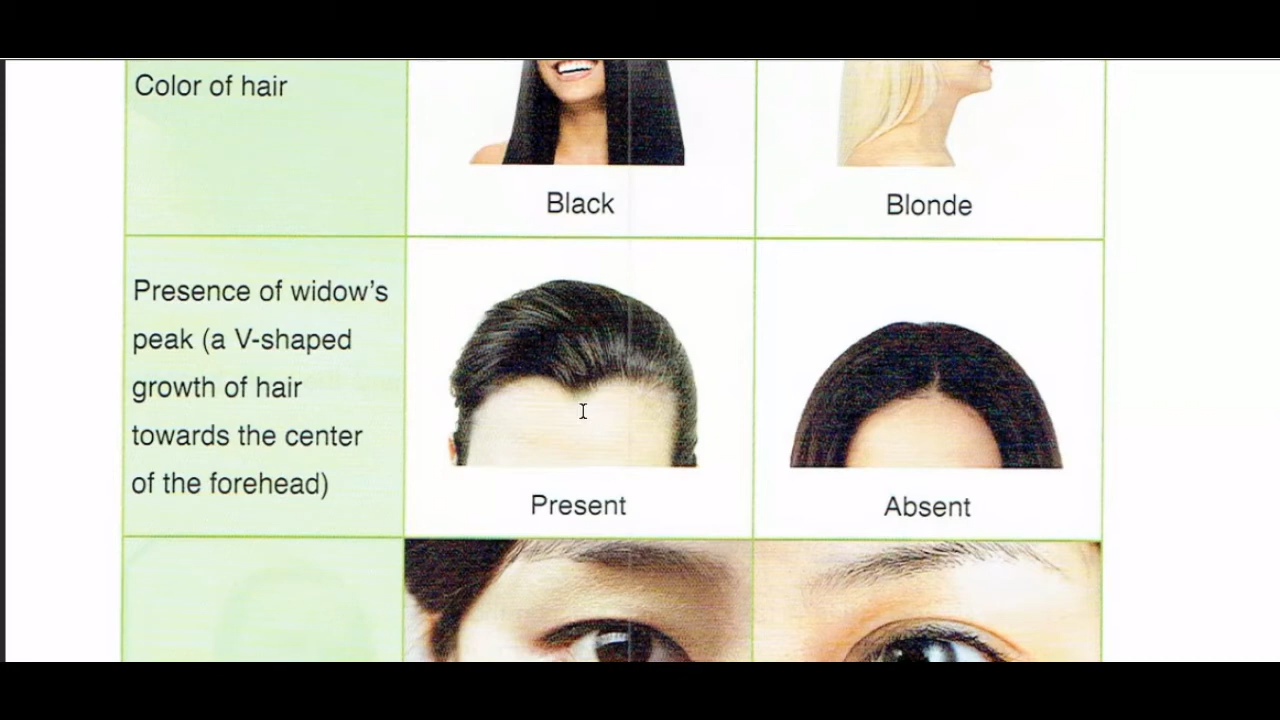 Color of hair
Black
Blonde
Presence of widow's
peak (a V-shaped
growth of hair
towards the center
of the forehead)
Present
Absent